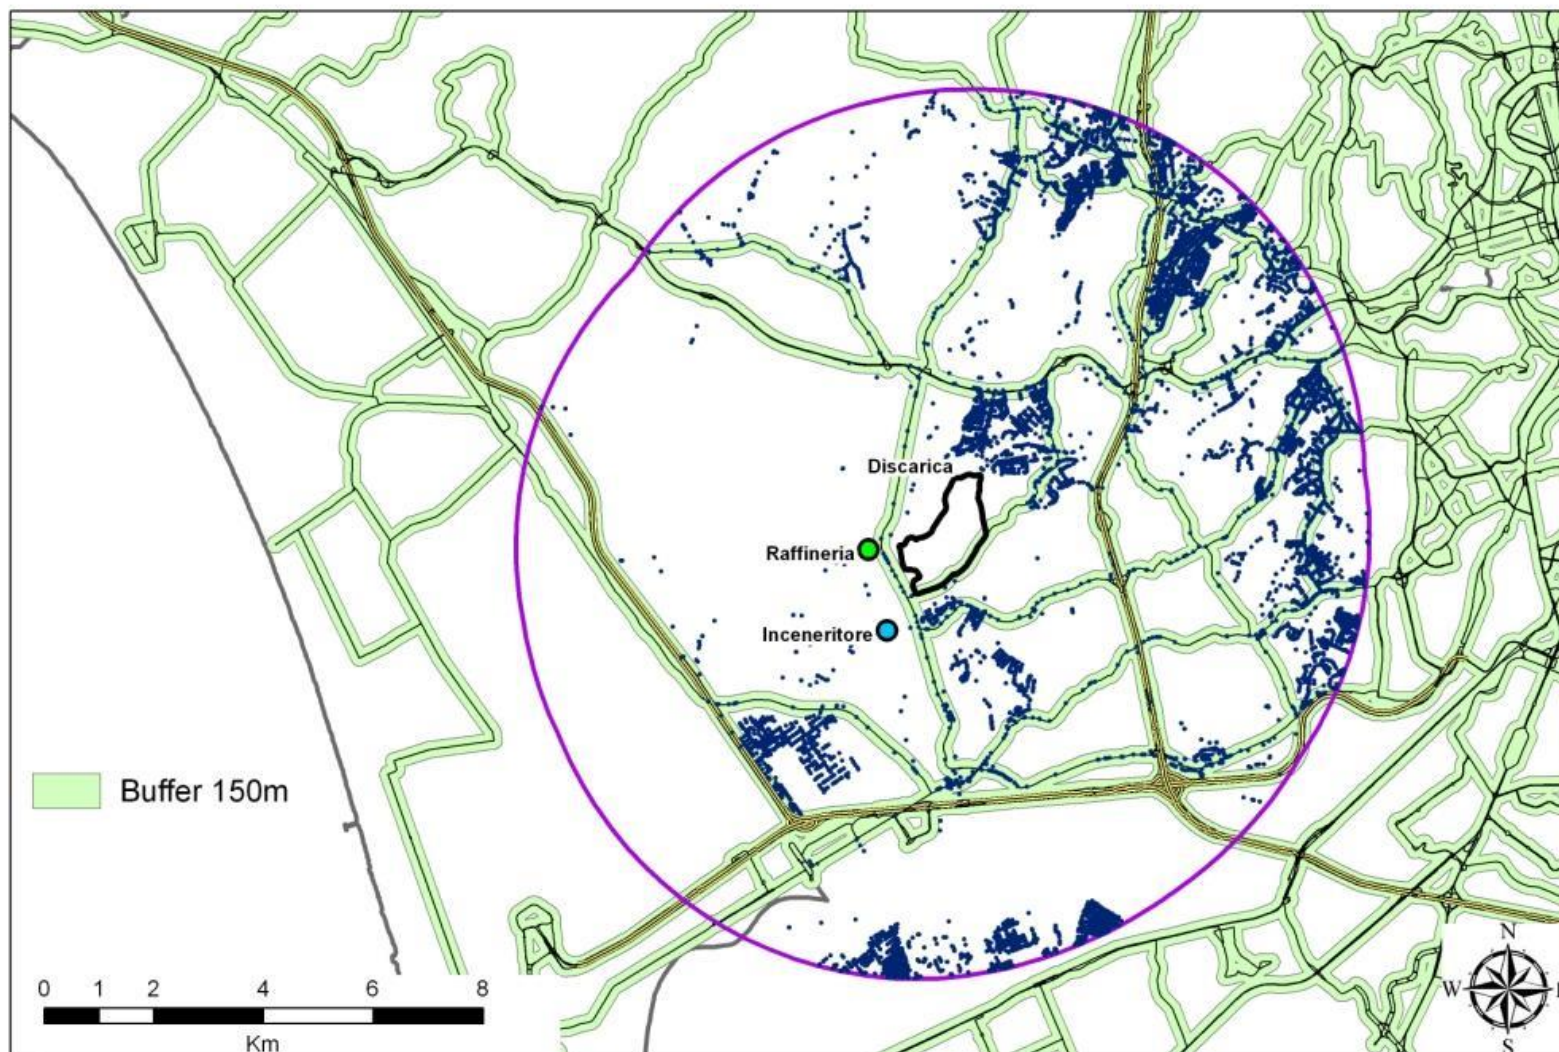 Discarica
Raffineria
Inceneritore
Buffer 150m
0 1 2 4 6 8
Km
N
W
S